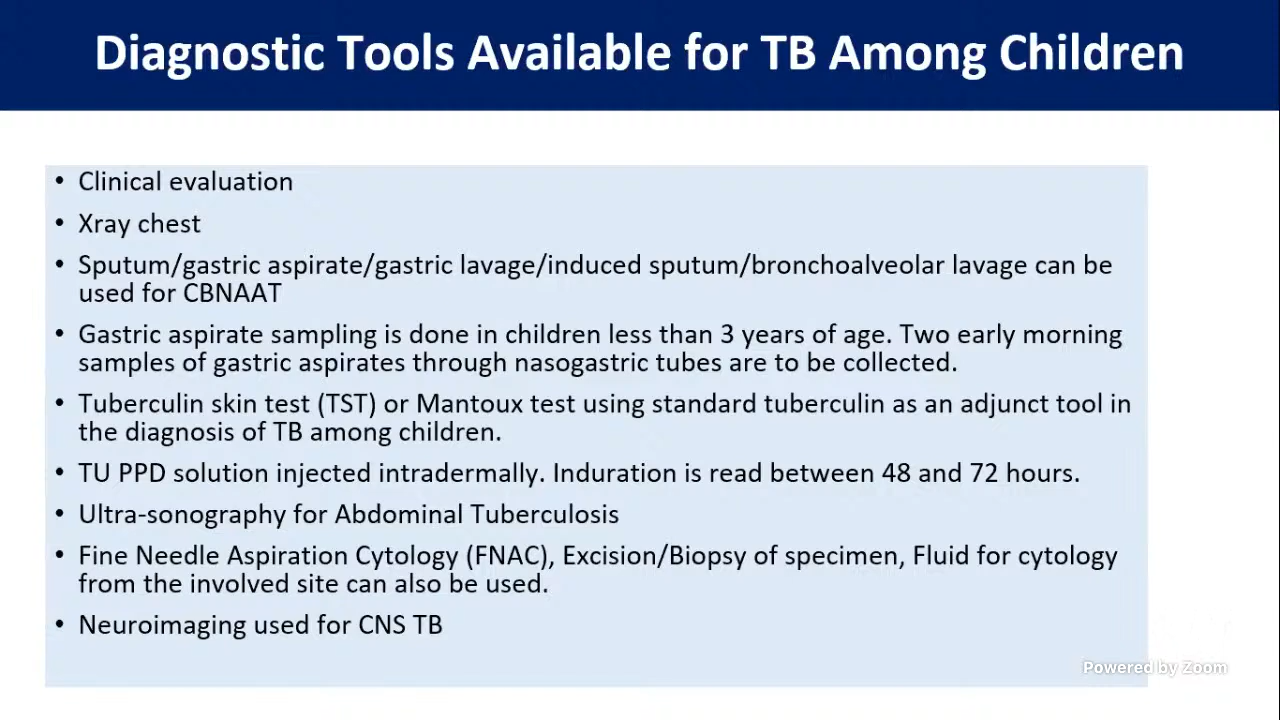 Diagnostic Tools Available for TB Among Children
• Clinical evaluation
• Xray chest
• Sputum/gastric aspirate/gastric lavage/induced sputum/bronchoalveolar lavage can be
used for CBNAAT
• Gastric aspirate sampling is done in children less than 3 years of age. Two early morning
samples of gastric aspirates through nasogastric tubes are to be collected.
• Tuberculin skin test (TST) or Mantoux test using standard tuberculin as an adjunct tool in
the diagnosis of TB among children.
• TU PPD solution injected intradermally. Induration is read between 48 and 72 hours.
• Ultra-sonography for Abdominal Tuberculosis
• Fine Needle Aspiration Cytology (FNAC), Excision/Biopsy of specimen, Fluid for cytology
from the involved site can also be used.
• Neuroimaging used for CNS TB
Powered by Zoom